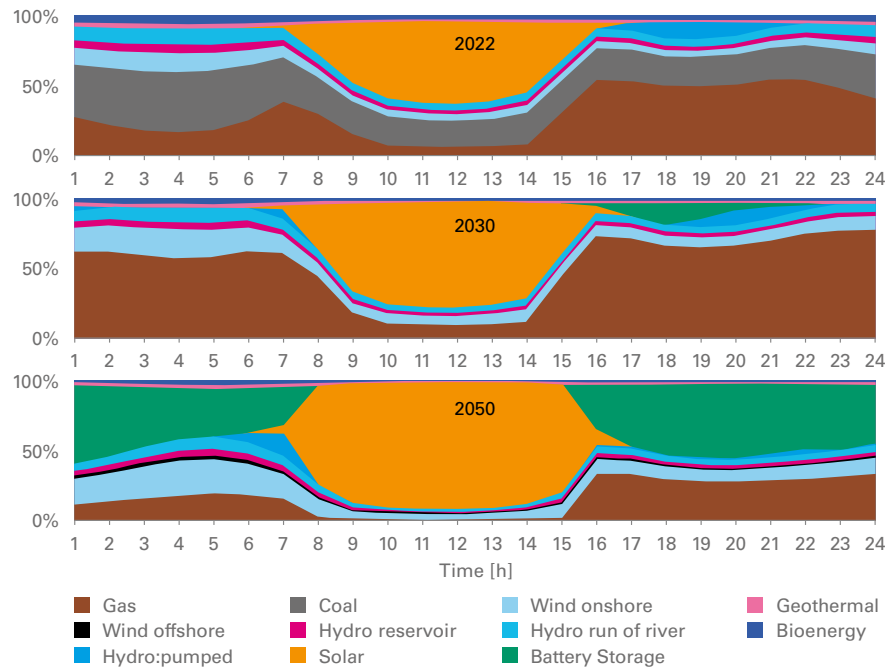 100%
2022
50%
0%
1 2 3 4 5 6 7 8 9 10 11 12 13 14 15 16 17 18 19 20 21 22 23 24
100%
2030
50%
0%
1 2 3 4 5 6 7 8 9 10 11 12 13 14 15 16 17 18 19 20 21 22 23 24
100%
2050
50%
0%
1 2 3 4 5 6 7 8 9 10 11 12 13 14 15 16 17 18 19 20 21 22 23 24
Time [h]
Gas Coal Wind onshore Geothermal
Wind offshore Hydro reservoir Hydro run of river Bioenergy
Hydro:pumped Solar Battery Storage